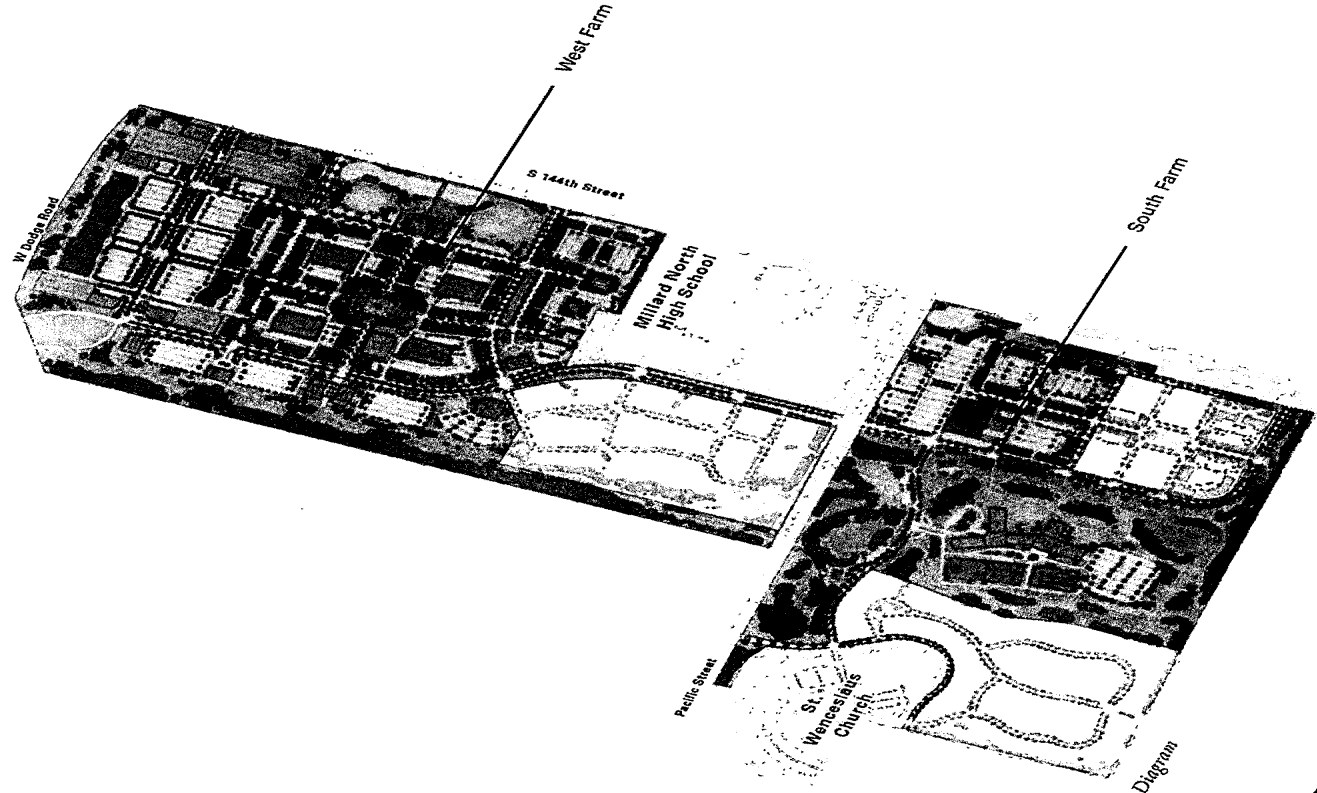 West Farm
S 144th Street
South Farm
W Dodge Road
Millard North
High School
Pacific Street
St.
Wenceslaus
Church
Diagram